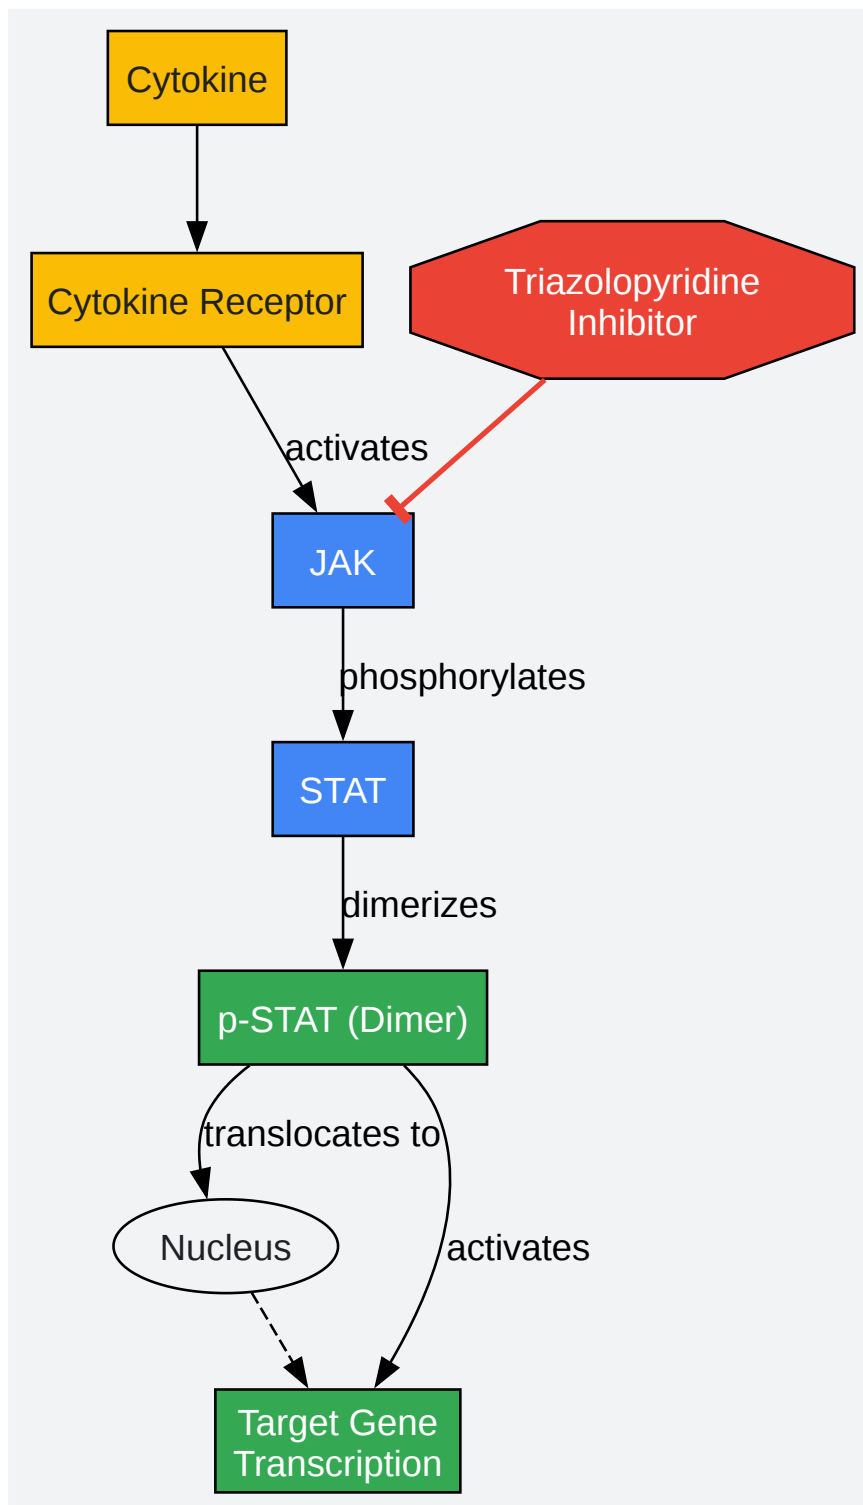 Cytokine
Cytokine Receptor
Triazolopyridine
Inhibitor
activates
JAK
phosphorylates
STAT
dimerizes
p-STAT (Dimer)
translocates to
Nucleus
activates
Target Gene
Transcription